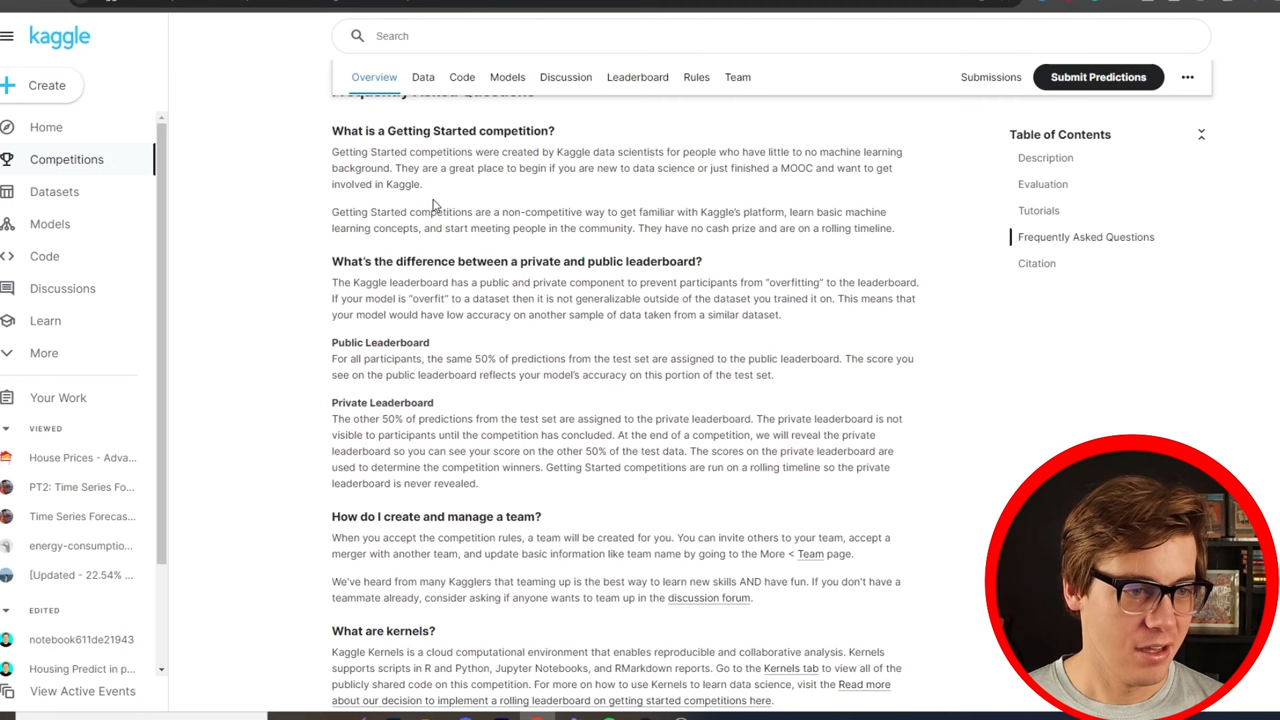 kaggle
Search
Create
Overview
Data
Code
Models
Discussion
Leaderboard
Rules
Team
Submissions
Submit Predictions
Home
Competitions
Datasets
Models
Code
Discussions
Learn
More
Your Work
VIEWED
House Prices - Adva...
PT2: Time Series Fo...
Time Series Forecas...
energy-consumptio...
[Updated - 22.54% ...
EDITED
notebook611de21943
Housing Predict in p...
View Active Events
Frequently Asked Questions
What is a Getting Started competition?
Getting Started competitions were created by Kaggle data scientists for people who have little to no machine learning
background. They are a great place to begin if you are new to data science or just finished a MOOC and want to get
involved in Kaggle.
Getting Started competitions are a non-competitive way to get familiar with Kaggle's platform, learn basic machine
learning concepts, and start meeting people in the community. They have no cash prize and are on a rolling timeline.
What's the difference between a private and public leaderboard?
The Kaggle leaderboard has a public and private component to prevent participants from “overfitting” to the leaderboard.
If your model is “overfit” to a dataset then it is not generalizable outside of the dataset you trained it on. This means that
your model would have low accuracy on another sample of data taken from a similar dataset.
Public Leaderboard
For all participants, the same 50% of predictions from the test set are assigned to the public leaderboard. The score you
see on the public leaderboard reflects your model's accuracy on this portion of the test set.
Private Leaderboard
The other 50% of predictions from the test set are assigned to the private leaderboard. The private leaderboard is not
visible to participants until the competition has concluded. At the end of a competition, we will reveal the private
leaderboard so you can see your score on the other 50% of the test data. The scores on the private leaderboard are
used to determine the competition winners. Getting Started competitions are run on a rolling timeline so the private
leaderboard is never revealed.
How do I create and manage a team?
When you accept the competition rules, a team will be created for you. You can invite others to your team, accept a
merger with another team, and update basic information like team name by going to the More < Team page.
We've heard from many Kagglers that teaming up is the best way to learn new skills AND have fun. If you don't have a
teammate already, consider asking if anyone wants to team up in the discussion forum.
What are kernels?
Kaggle Kernels is a cloud computational environment that enables reproducible and collaborative analysis. Kernels
supports scripts in R and Python, Jupyter Notebooks, and RMarkdown reports. Go to the Kernels tab to view all of the
publicly shared code on this competition. For more on how to use Kernels to learn data science, visit the Read more
about our decision to implement a rolling leaderboard on getting started competitions here.
Table of Contents
Description
Evaluation
Tutorials
Frequently Asked Questions
Citation